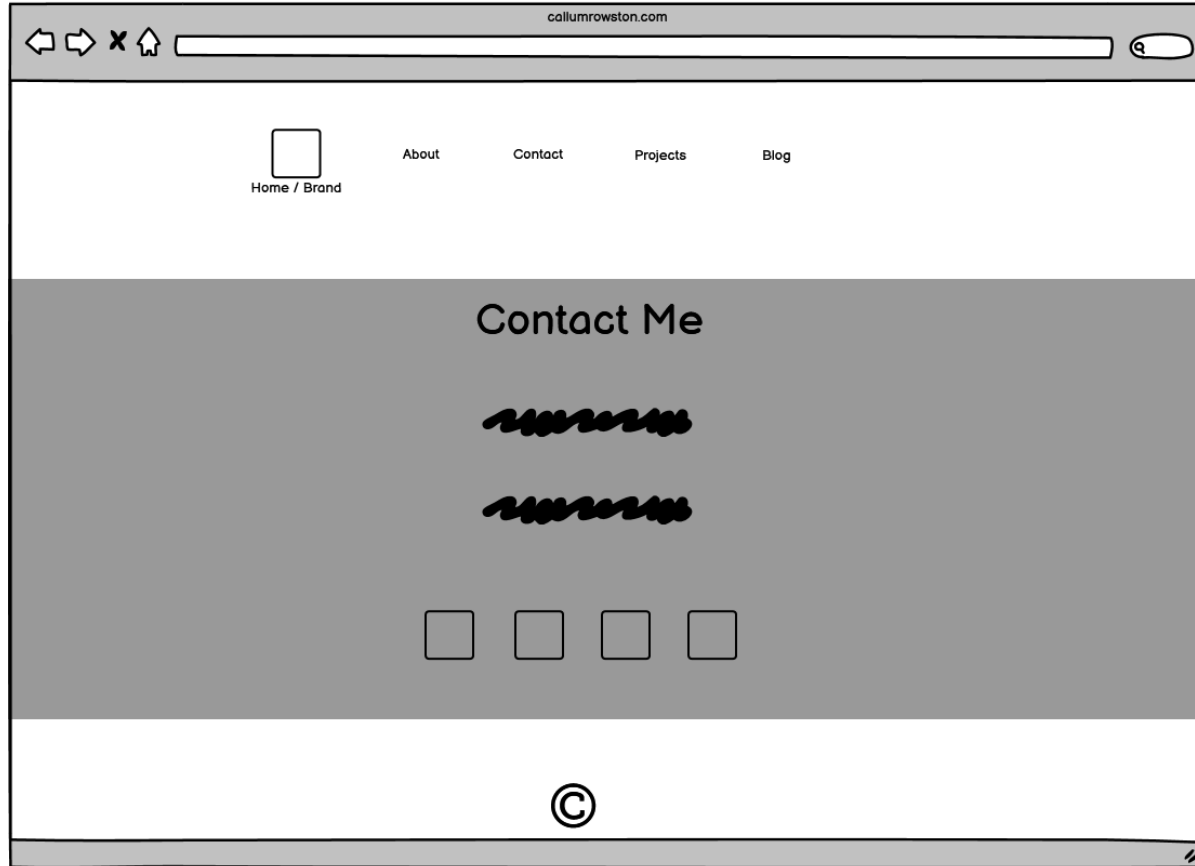 callumrowston.com
About Contact Projects Blog
Home / Brand
Contact Me
©